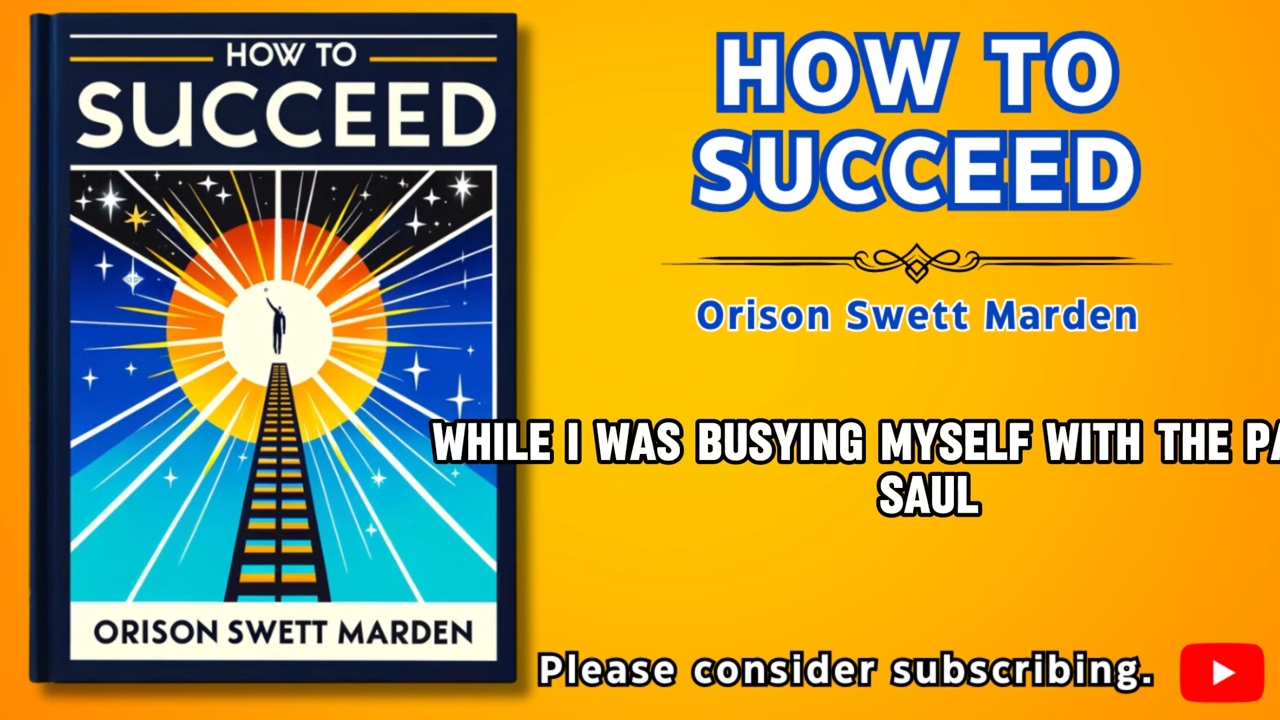 HOW TO
SUCCEED
ORISON SWETT MARDEN
HOW TO
SUCCEED
Orison Swett Marden
WHILE I WAS BUSYING MYSELF WITH THE
SAUL
Please consider subscribing.